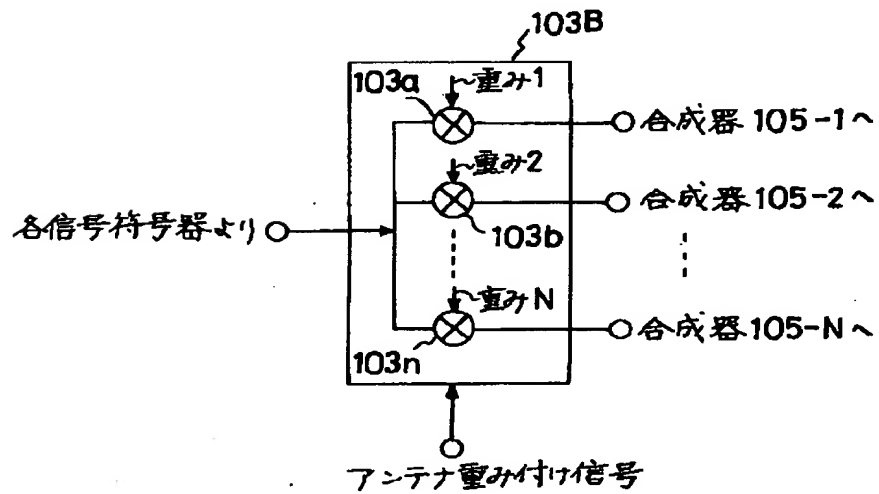 103B
103a
重み1
合成器 105-1へ
重み2
合成器 105-2へ
各信号符号器より
103b
重みN
合成器 105-Nへ
103n
アンテナ重み付け信号